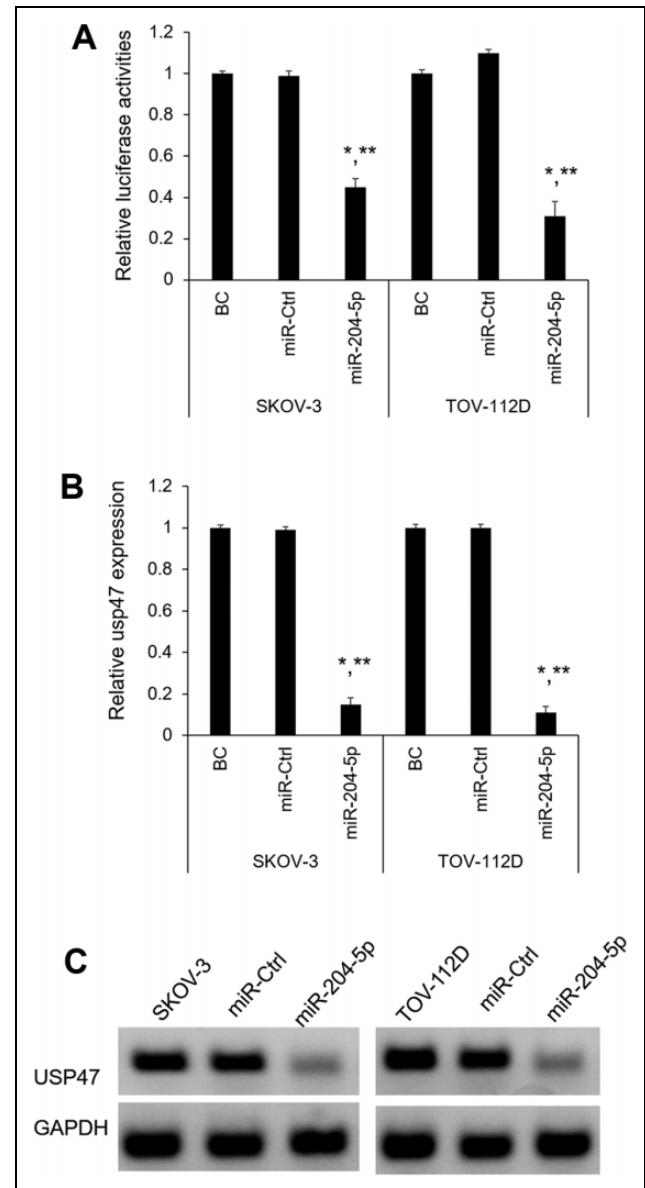 A
Relative luciferase activities
1.2
1
0.8
0.6
0.4
0.2
0
*,**
*,**
BC
miR-Ctrl
miR-204-5p
BC
miR-Ctrl
miR-204-5p
SKOV-3
TOV-112D
B
Relative usp47 expression
1.2
1
0.8
0.6
0.4
0.2
0
*,**
*,**
BC
miR-Ctrl
miR-204-5p
BC
miR-Ctrl
miR-204-5p
SKOV-3
TOV-112D
C
SKOV-3
miR-Ctrl
miR-204-5p
TOV-112D
miR-Ctrl
miR-204-5p
USP47
GAPDH